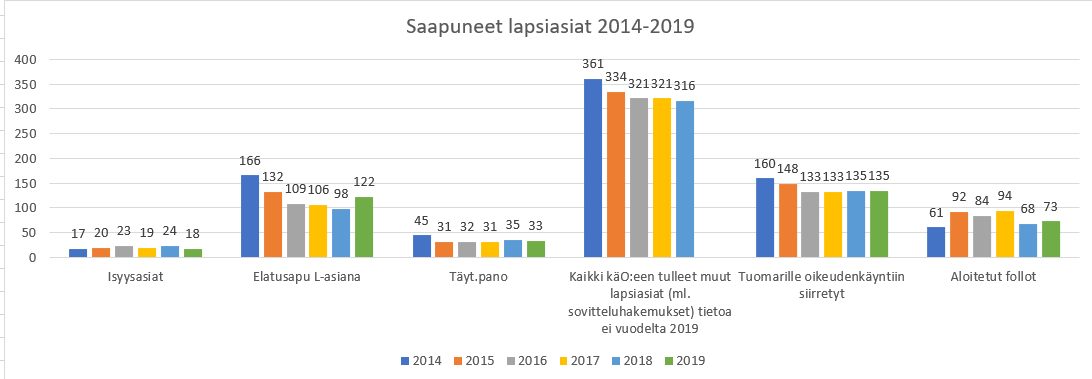 Saapuneet lapsiasiat 2014-2019
400
350
300
250
200
150
100
50
0
17 20 23 19 24 18
166 132 109 106 98 122
45 31 32 31 35 33
361 334 321 321 316
160 148 133 133 135 135
61 92 84 94 68 73
Isyysasiat
Elatusapu L-asiana
Täyt.pano
Kaikki käO:een tulleet muut
lapsiasiat (ml.
sovitteluhakemukset) tietoa
ei vuodelta 2019
Tuomarille oikeudenkäyntiin
siirretyt
Aloitetut follot
2014 2015 2016 2017 2018 2019